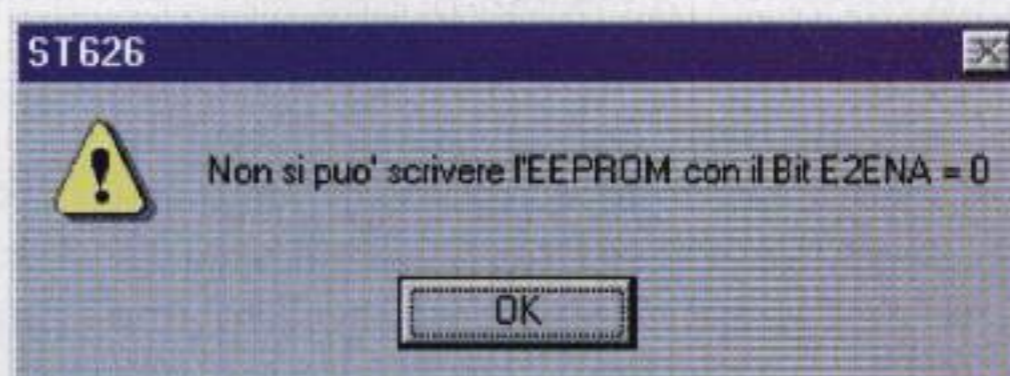 ST626
Non si puo' scrivere l'EEPROM con il Bit E2ENA = 0
OK